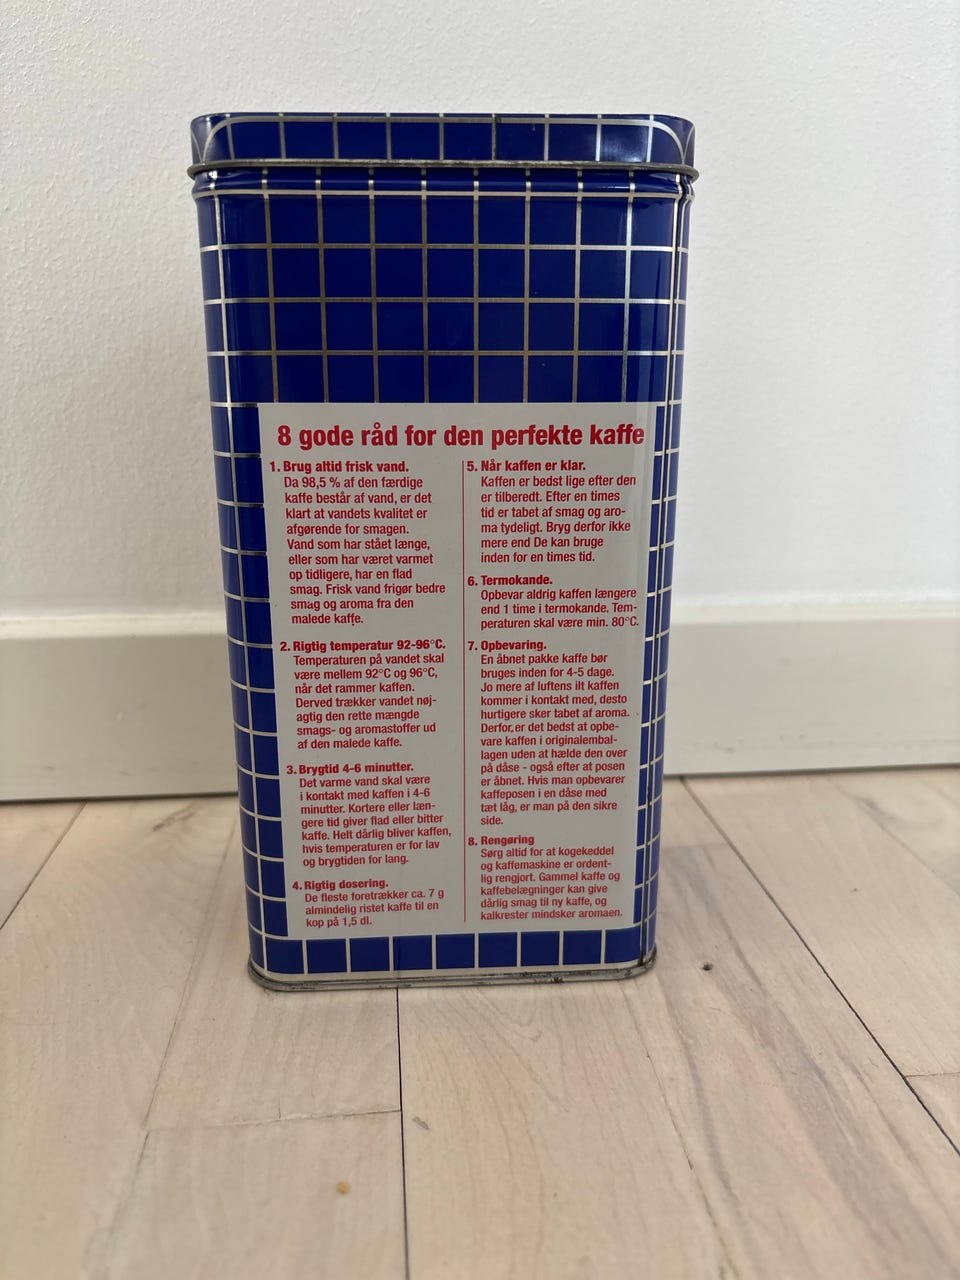 8 gode råd for den perfekte kaffe
1. Brug altid frisk vand.
Da 98,5 % af den færdige
kaffe består af vand, er det
klart at vandets kvalitet er
afgørende for smagen.
Vand som har stået længe,
eller som har været varmet
op tidligere, har en flad
smag. Frisk vand frigør bedre
smag og aroma fra den
malede kaffe.
2. Rigtig temperatur 92-96°C.
Temperaturen på vandet skal
være mellem 92°C og 96°C,
når det rammer kaffen.
Derved trækker vandet nøj-
agtig den rette mængde
smags- og aromastoffer ud
af den malede kaffe.
3. Brygtid 4-6 minutter.
Det varme vand skal være
i kontakt med kaffen i 4-6
minutter. Kortere eller læn-
gere tid giver flad eller bitter
kaffe. Helt dårlig bliver kaffen,
hvis temperaturen er for lav
og brygtiden for lang.
4. Rigtig dosering.
De fleste foretrækker ca. 7 g
almindelig ristet kaffe til en
kop på 1,5 dl.
5. Når kaffen er klar.
Kaffen er bedst lige efter den
er tilberedt. Efter en times
tid er tabet af smag og aro-
ma tydeligt. Bryg derfor ikke
mere end De kan bruge
inden for en times tid.
6. Termokande.
Opbevar aldrig kaffen længere
end 1 time i termokande. Tem-
peraturen skal være min. 80°C.
7. Opbevaring.
En åbnet pakke kaffe bør
bruges inden for 4-5 dage.
Jo mere af luftens ilt kaffen
kommer i kontakt med, desto
hurtigere sker tabet af aroma.
Derfor er det bedst at opbe-
vare kaffen i originalembal-
lagen uden at hælde den over
på dåse - også efter at posen
er åbnet. Hvis man opbevarer
kaffeposen i en dåse med
tæt låg, er man på den sikre
side.
8. Rengøring
Sørg altid for at kogekeddel
og kaffemaskine er ordent-
lig rengjort. Gammel kaffe og
kaffebelægninger kan give
dårlig smag til ny kaffe, og
kalkrester mindsker aromaen.